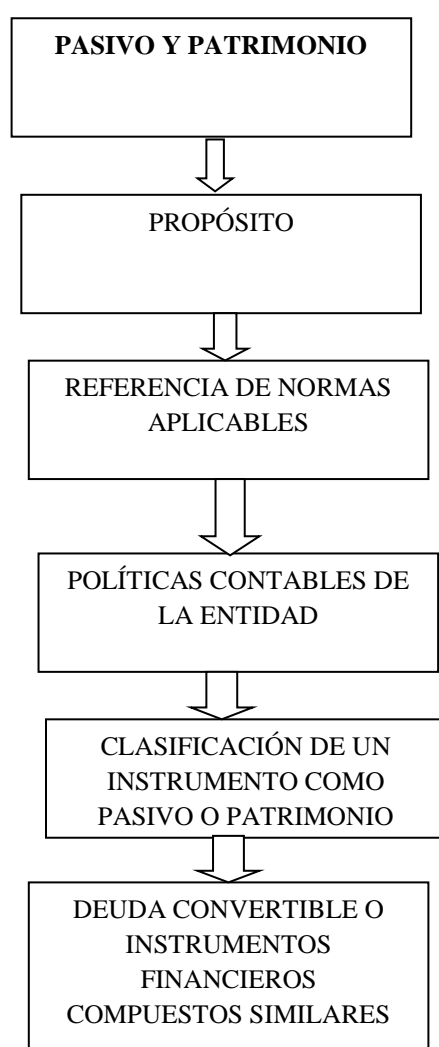 PASIVO Y PATRIMONIO
PROPÓSITO
REFERENCIA DE NORMAS
APLICABLES
POLÍTICAS CONTABLES DE
LA ENTIDAD
CLASIFICACIÓN DE UN
INSTRUMENTO COMO
PASIVO O PATRIMONIO
DEUDA CONVERTIBLE O
INSTRUMENTOS
FINANCIEROS
COMPUESTOS SIMILARES